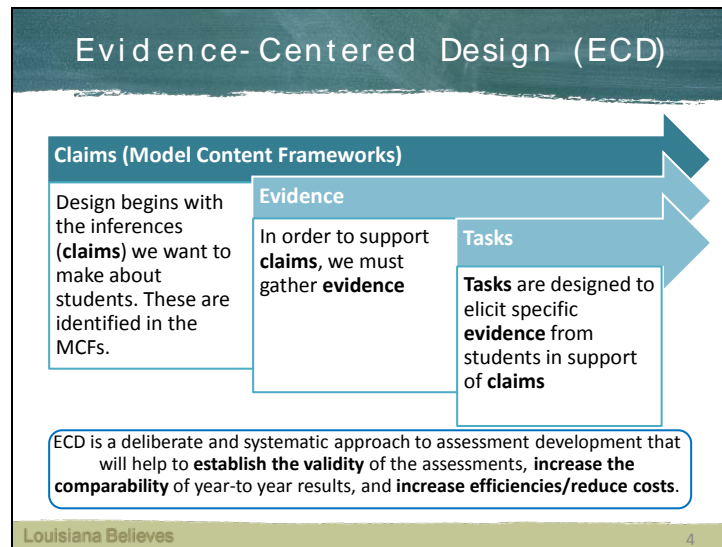 Evidence-Centered Design (ECD)
Claims (Model Content Frameworks)
Design begins with
the inferences
(claims) we want to
make about
students. These are
identified in the
MCFs.
Evidence
In order to support
claims, we must
gather evidence
Tasks
Tasks are designed to
elicit specific
evidence from
students in support
of claims
ECD is a deliberate and systematic approach to assessment development that
will help to establish the validity of the assessments, increase the
comparability of year-to year results, and increase efficiencies/reduce costs.
Louisiana Believes
4